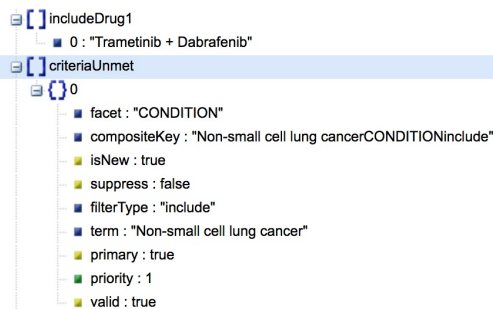 includeDrug1
0 : "Trametinib + Dabrafenib"
criteriaUnmet
0
facet : "CONDITION"
compositeKey : "Non-small cell lung cancerCONDITIONinclude"
isNew : true
suppress : false
filterType : "include"
term : "Non-small cell lung cancer"
primary : true
priority : 1
valid : true